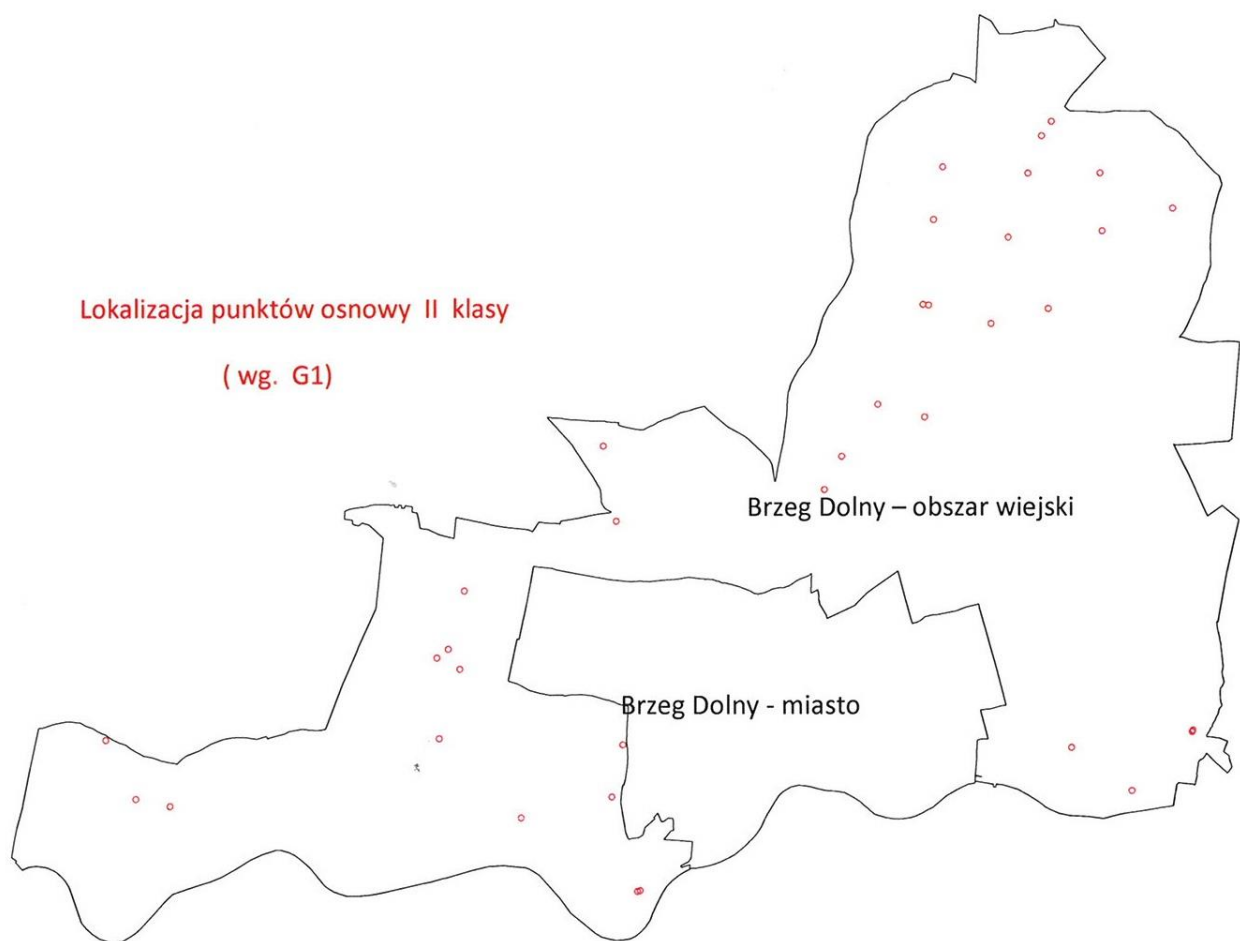 Lokalizacja punktów osnowy II klasy
( wg. G1)
Brzeg Dolny – obszar wiejski
Brzeg Dolny - miasto